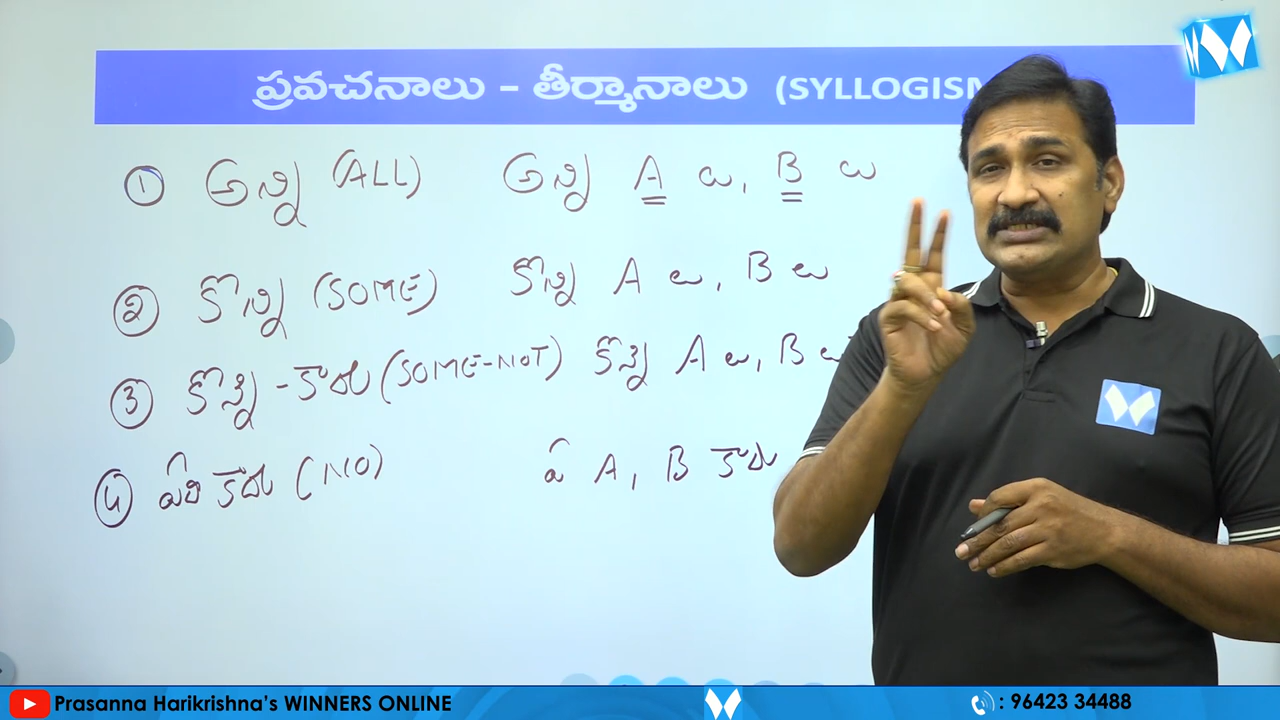 ప్రవచనాలు – తీర్మానాలు (SYLLOGISM
① అన్ని (ALL) అన్ని A లు, B లు
② కొన్ని (SOME) కొన్ని A లు, B లు
③ కొన్ని - కాదు (SOME-NOT) కొన్ని A లు, B లు
④ ఏది కాదు (NO) ఏ A, B కాదు
Prasanna Harikrishna's WINNERS ONLINE
: 96423 34488